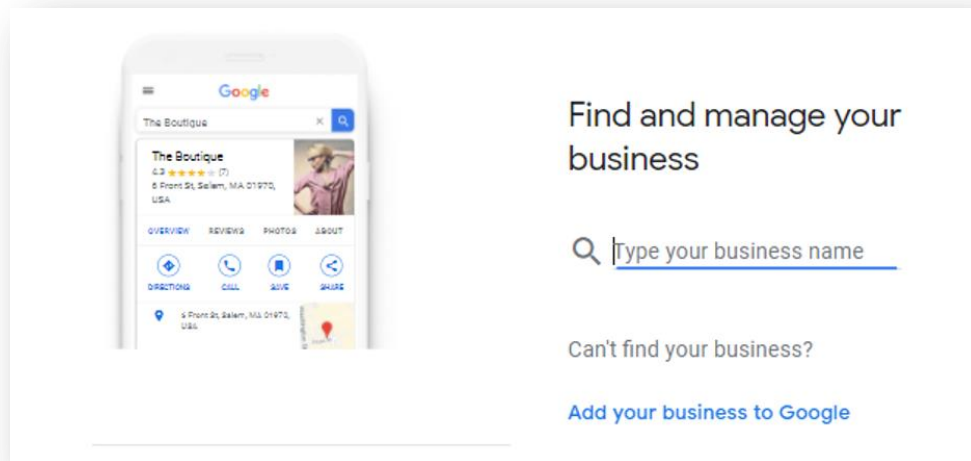 Google
The Boutique
The Boutique
4.3 (7)
6 Front St, Salem, MA 01970,
USA
OVERVIEW REVIEWS PHOTOS ABOUT
DIRECTIONS CALL SAVE SHARE
6 Front St, Salem, MA 01970,
USA
Find and manage your
business
Type your business name
Can't find your business?
Add your business to Google